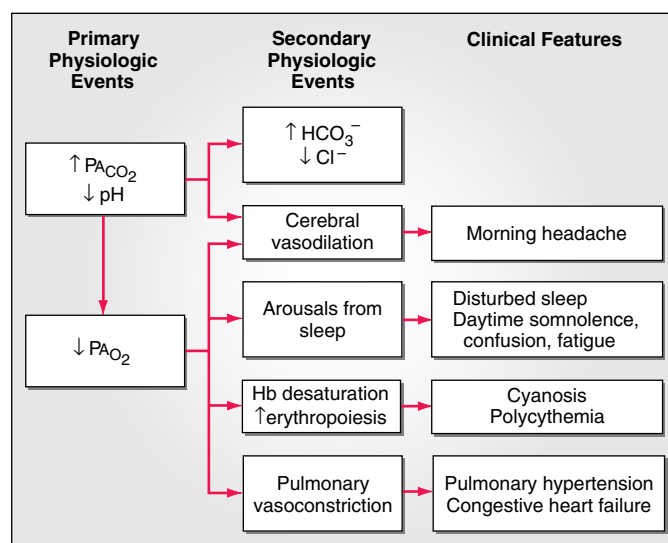 Primary
Physiologic
Events
Secondary
Physiologic
Events
Clinical Features
↑ PACO₂
↓ pH
↑ HCO₃⁻
↓ Cl⁻
Cerebral
vasodilation
Morning headache
↓ PAO₂
Arousals from
sleep
Disturbed sleep
Daytime somnolence,
confusion, fatigue
Hb desaturation
↑erythropoiesis
Cyanosis
Polycythemia
Pulmonary
vasoconstriction
Pulmonary hypertension
Congestive heart failure